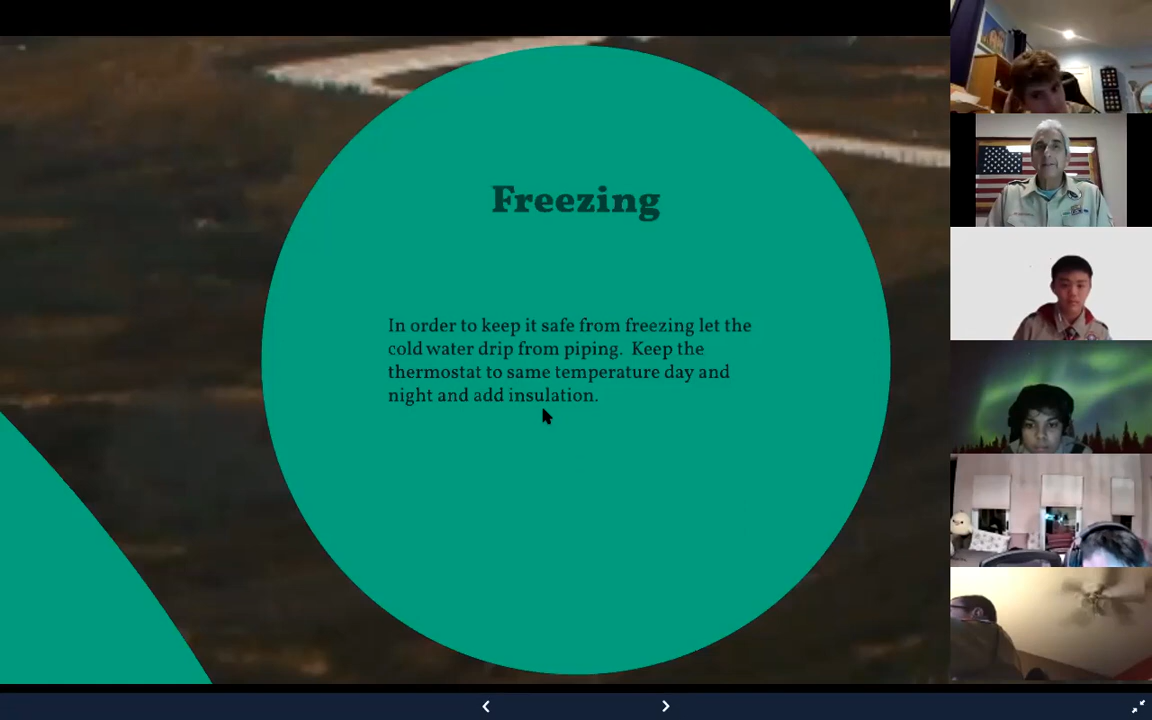 Freezing
In order to keep it safe from freezing let the
cold water drip from piping.  Keep the
thermostat to same temperature day and
night and add insulation.